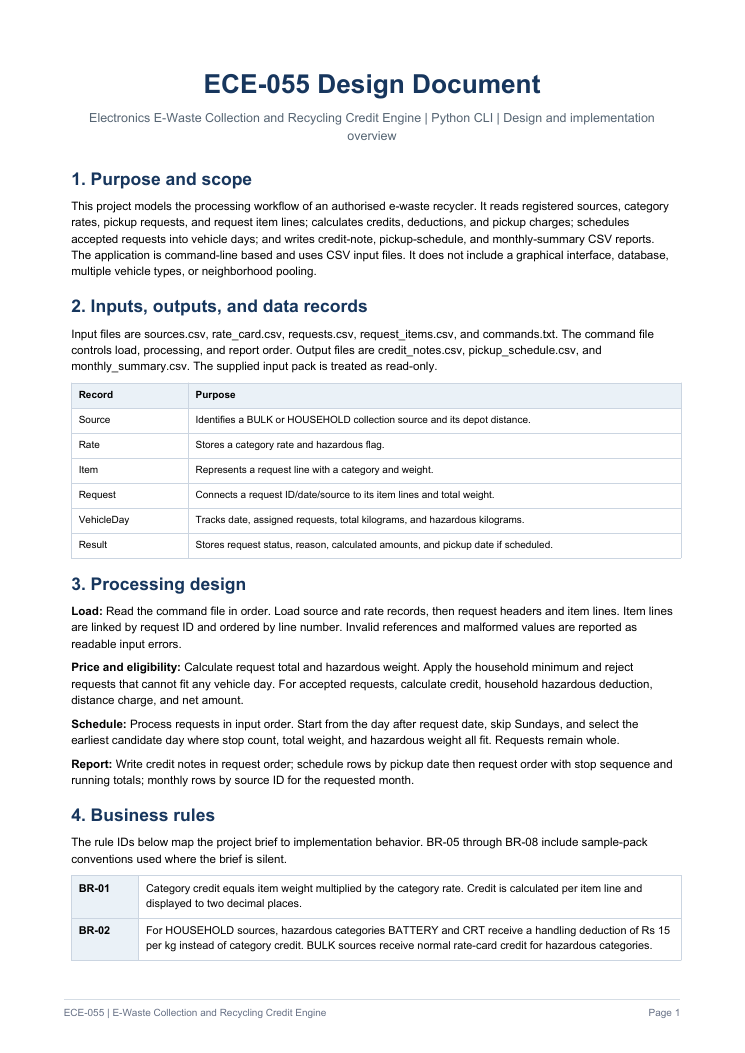 ECE-055 Design Document
Electronics E-Waste Collection and Recycling Credit Engine | Python CLI | Design and implementation
overview
1. Purpose and scope
This project models the processing workflow of an authorised e-waste recycler. It reads registered sources, category
rates, pickup requests, and request item lines; calculates credits, deductions, and pickup charges; schedules
accepted requests into vehicle days; and writes credit-note, pickup-schedule, and monthly-summary CSV reports.
The application is command-line based and uses CSV input files. It does not include a graphical interface, database,
multiple vehicle types, or neighborhood pooling.
2. Inputs, outputs, and data records
Input files are sources.csv, rate_card.csv, requests.csv, request_items.csv, and commands.txt. The command file
controls load, processing, and report order. Output files are credit_notes.csv, pickup_schedule.csv, and
monthly_summary.csv. The supplied input pack is treated as read-only.
Record Purpose
Source Identifies a BULK or HOUSEHOLD collection source and its depot distance.
Rate Stores a category rate and hazardous flag.
Item Represents a request line with a category and weight.
Request Connects a request ID/date/source to its item lines and total weight.
VehicleDay Tracks date, assigned requests, total kilograms, and hazardous kilograms.
Result Stores request status, reason, calculated amounts, and pickup date if scheduled.
3. Processing design
Load: Read the command file in order. Load source and rate records, then request headers and item lines. Item lines
are linked by request ID and ordered by line number. Invalid references and malformed values are reported as
readable input errors.
Price and eligibility: Calculate request total and hazardous weight. Apply the household minimum and reject
requests that cannot fit any vehicle day. For accepted requests, calculate credit, household hazardous deduction,
distance charge, and net amount.
Schedule: Process requests in input order. Start from the day after request date, skip Sundays, and select the
earliest candidate day where stop count, total weight, and hazardous weight all fit. Requests remain whole.
Report: Write credit notes in request order; schedule rows by pickup date then request order with stop sequence and
running totals; monthly rows by source ID for the requested month.
4. Business rules
The rule IDs below map the project brief to implementation behavior. BR-05 through BR-08 include sample-pack
conventions used where the brief is silent.
BR-01 Category credit equals item weight multiplied by the category rate. Credit is calculated per item line and
displayed to two decimal places.
BR-02 For HOUSEHOLD sources, hazardous categories BATTERY and CRT receive a handling deduction of Rs 15
per kg instead of category credit. BULK sources receive normal rate-card credit for hazardous categories.
ECE-055 | E-Waste Collection and Recycling Credit Engine Page 1